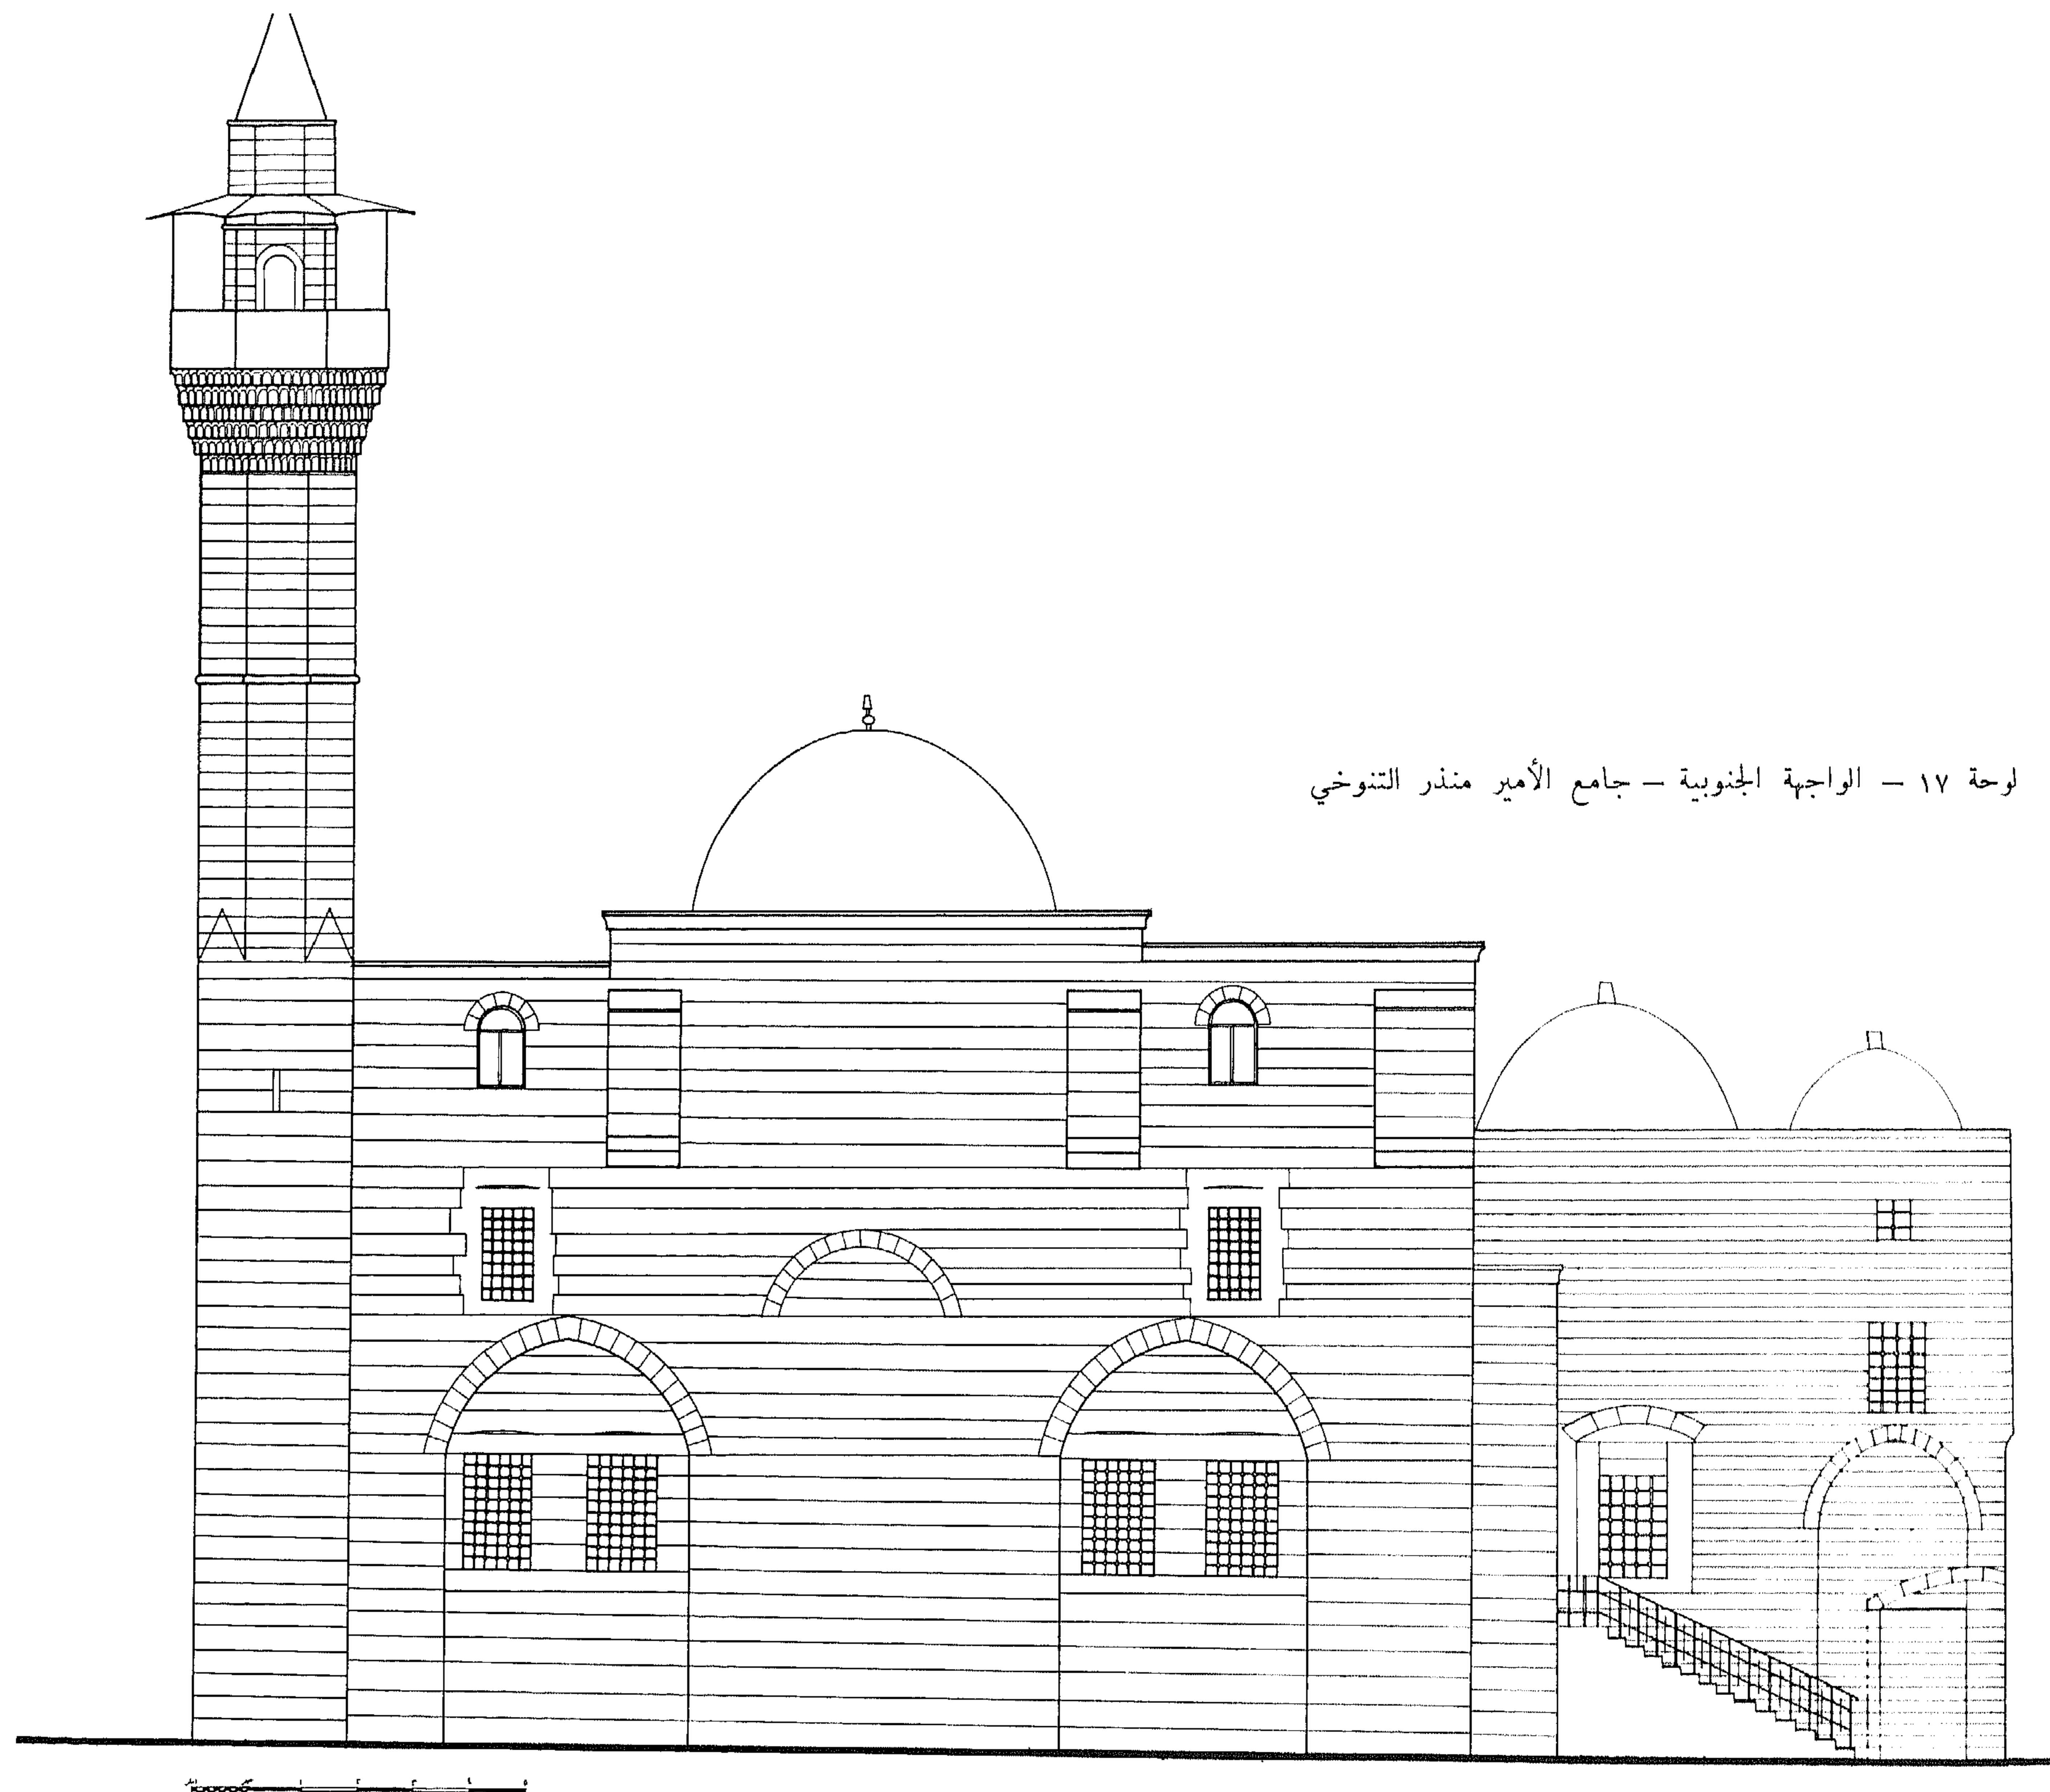 لوحة ١٧ – الواجهة الجنوبية – جامع الأمير منذر التنوخي